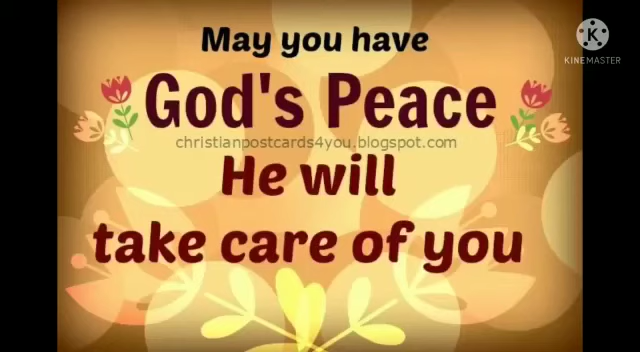 May you have
God's Peace
christianpostcards4you.blogspot.com
He will
take care of you
K
KINEMASTER